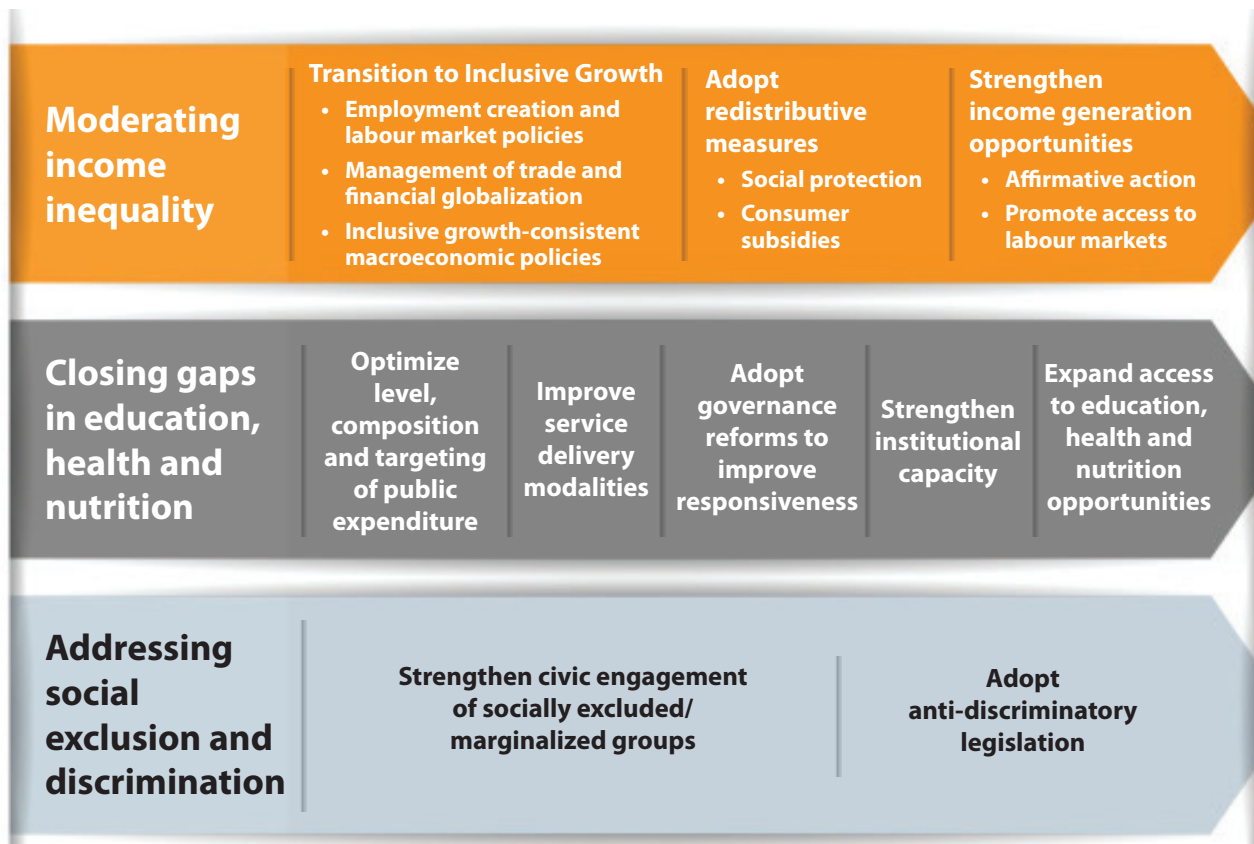 Moderating
income
inequality
Transition to Inclusive Growth
• Employment creation and
labour market policies
• Management of trade and
financial globalization
• Inclusive growth-consistent
macroeconomic policies
Adopt
redistributive
measures
• Social protection
• Consumer
subsidies
Strengthen
income generation
opportunities
• Affirmative action
• Promote access to
labour markets
Closing gaps
in education,
health and
nutrition
Optimize
level,
composition
and targeting
of public
expenditure
Improve
service
delivery
modalities
Adopt
governance
reforms to
improve
responsiveness
Strengthen
institutional
capacity
Expand access
to education,
health and
nutrition
opportunities
Addressing
social
exclusion and
discrimination
Strengthen civic engagement
of socially excluded/
marginalized groups
Adopt
anti-discriminatory
legislation